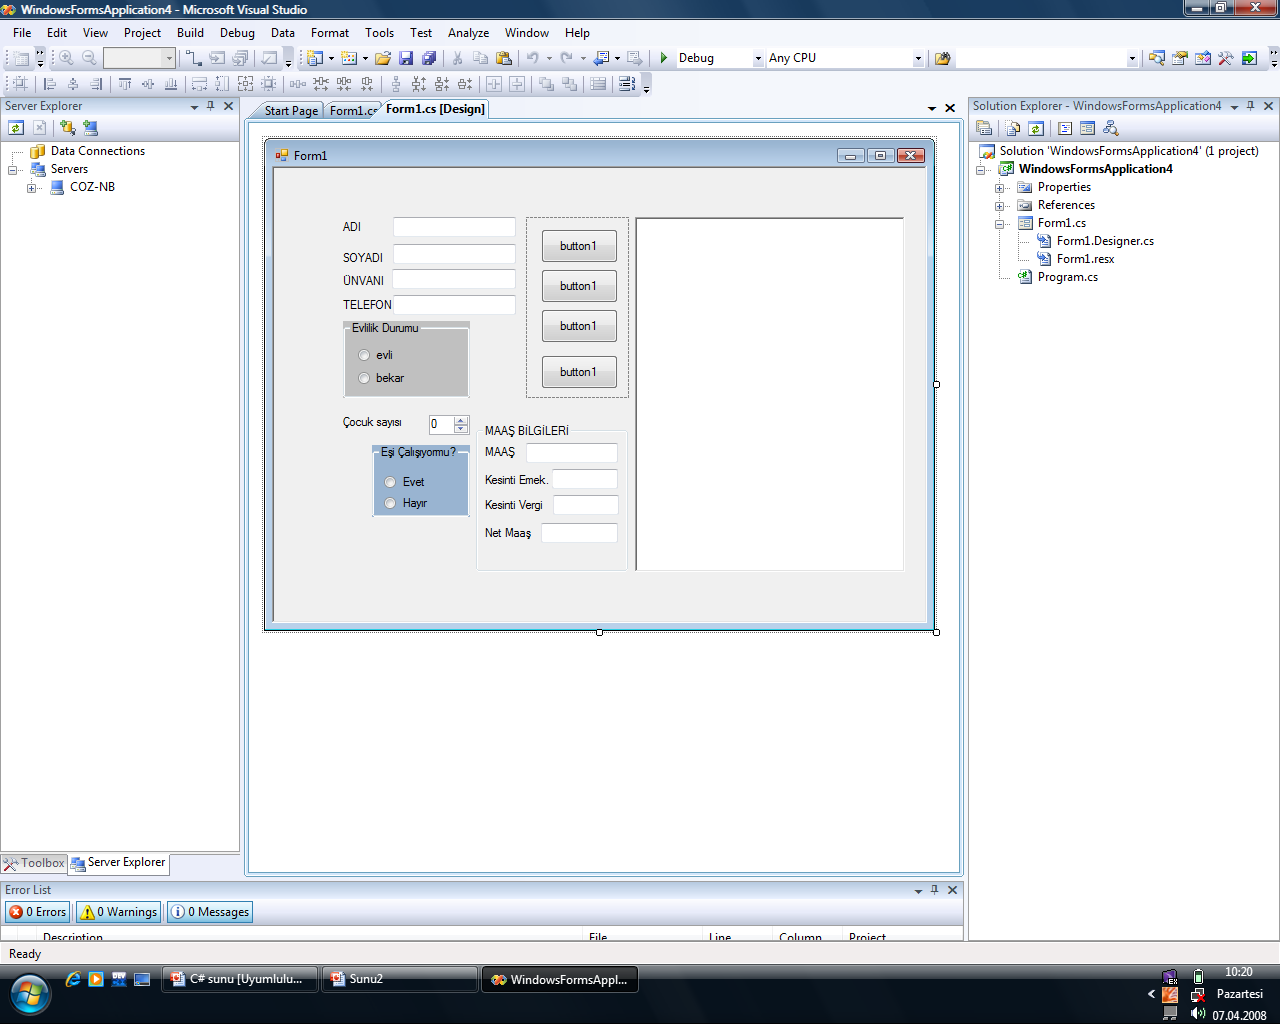 WindowsFormsApplication4 - Microsoft Visual Studio
File Edit View Project Build Debug Data Format Tools Test Analyze Window Help
Debug Any CPU
Server Explorer
Data Connections
Servers
COZ-NB
Toolbox Server Explorer
Start Page Form1.cs Form1.cs [Design]
Form1
ADI
SOYADI
ÜNVANI
TELEFON
Evlilik Durumu
evli
bekar
Çocuk sayısı 0
Eşi Çalışıyormu?
Evet
Hayır
button1
button1
button1
button1
MAAŞ BİLGİLERİ
MAAŞ
Kesinti Emek.
Kesinti Vergi
Net Maaş
Solution Explorer - WindowsFormsApplication4
Solution 'WindowsFormsApplication4' (1 project)
WindowsFormsApplication4
Properties
References
Form1.cs
Form1.Designer.cs
Form1.resx
Program.cs
Error List
0 Errors 0 Warnings 0 Messages
Description File Line Column Project
Ready
C# sunu [Uyumlulu... Sunu2 WindowsFormsAppl...
10:20
Pazartesi
07.04.2008